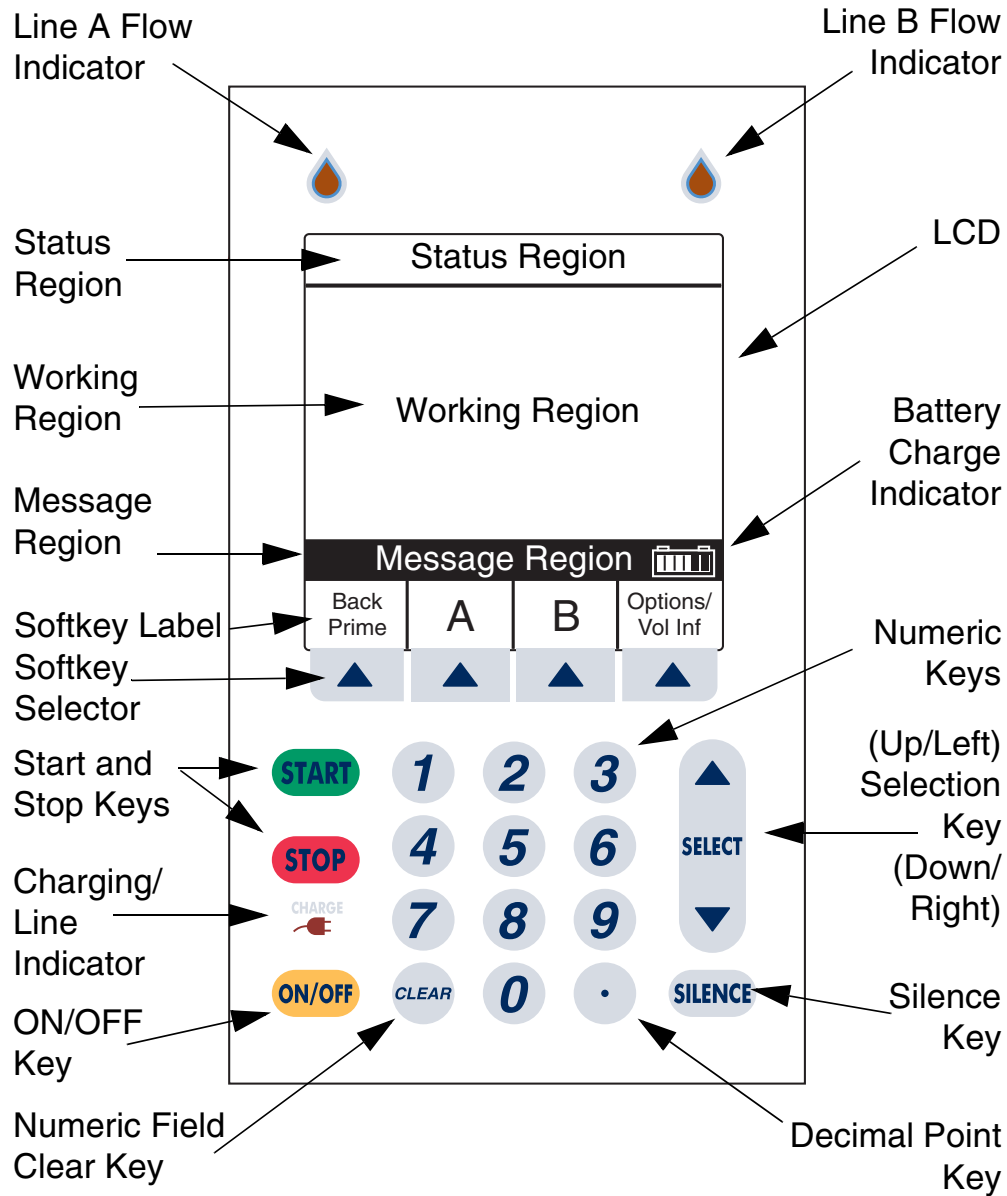 Line A Flow
Indicator
Line B Flow
Indicator
Status
Region
Status Region
LCD
Working
Region
Working Region
Battery
Charge
Indicator
Message
Region
Message Region
Softkey Label
Back
Prime
A
B
Options/
Vol Inf
Softkey
Selector
Numeric
Keys
Start and
Stop Keys
START
1
2
3
(Up/Left)
Selection
Key
(Down/
Right)
STOP
4
5
6
SELECT
Charging/
Line
Indicator
CHARGE
7
8
9
ON/OFF
Key
ON/OFF
CLEAR
0
.
SILENCE
Silence
Key
Numeric Field
Clear Key
Decimal Point
Key